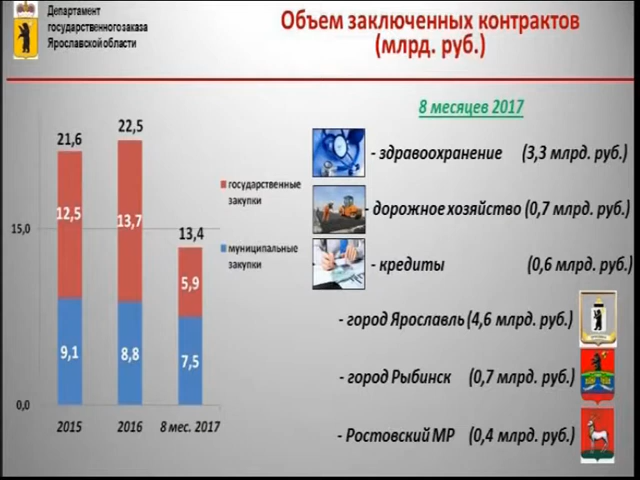 Департамент
государственного заказа
Ярославской области
Объем заключенных контрактов
(млрд. руб.)
8 месяцев 2017
21,6
22,5
13,4
12,5
13,7
5,9
9,1
8,8
7,5
15,0
0,0
2015
2016
8 мес. 2017
государственные
закупки
муниципальные
закупки
- здравоохранение (3,3 млрд. руб.)
- дорожное хозяйство (0,7 млрд. руб.)
- кредиты (0,6 млрд. руб.)
- город Ярославль (4,6 млрд. руб.)
- город Рыбинск (0,7 млрд. руб.)
- Ростовский МР (0,4 млрд. руб.)